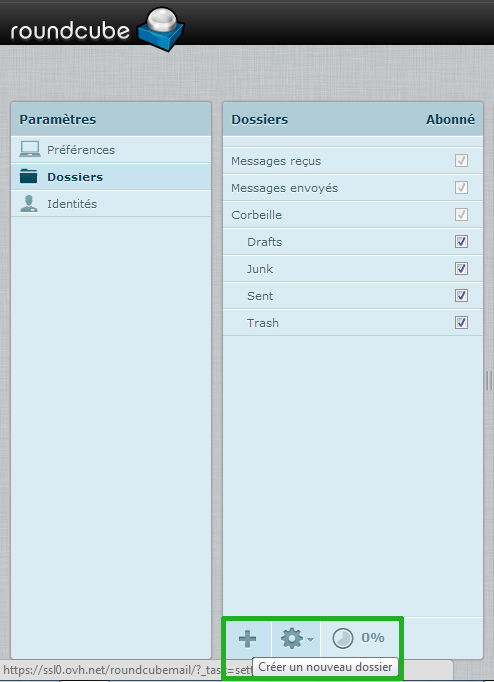 roundcube
Paramètres
Préférences
Dossiers
Identités
Dossiers Abonné
Messages reçus
Messages envoyés
Corbeille
Drafts
Junk
Sent
Trash
0%
https://ssl0.ovh.net/roundcubemail/?_task=sett
Créer un nouveau dossier